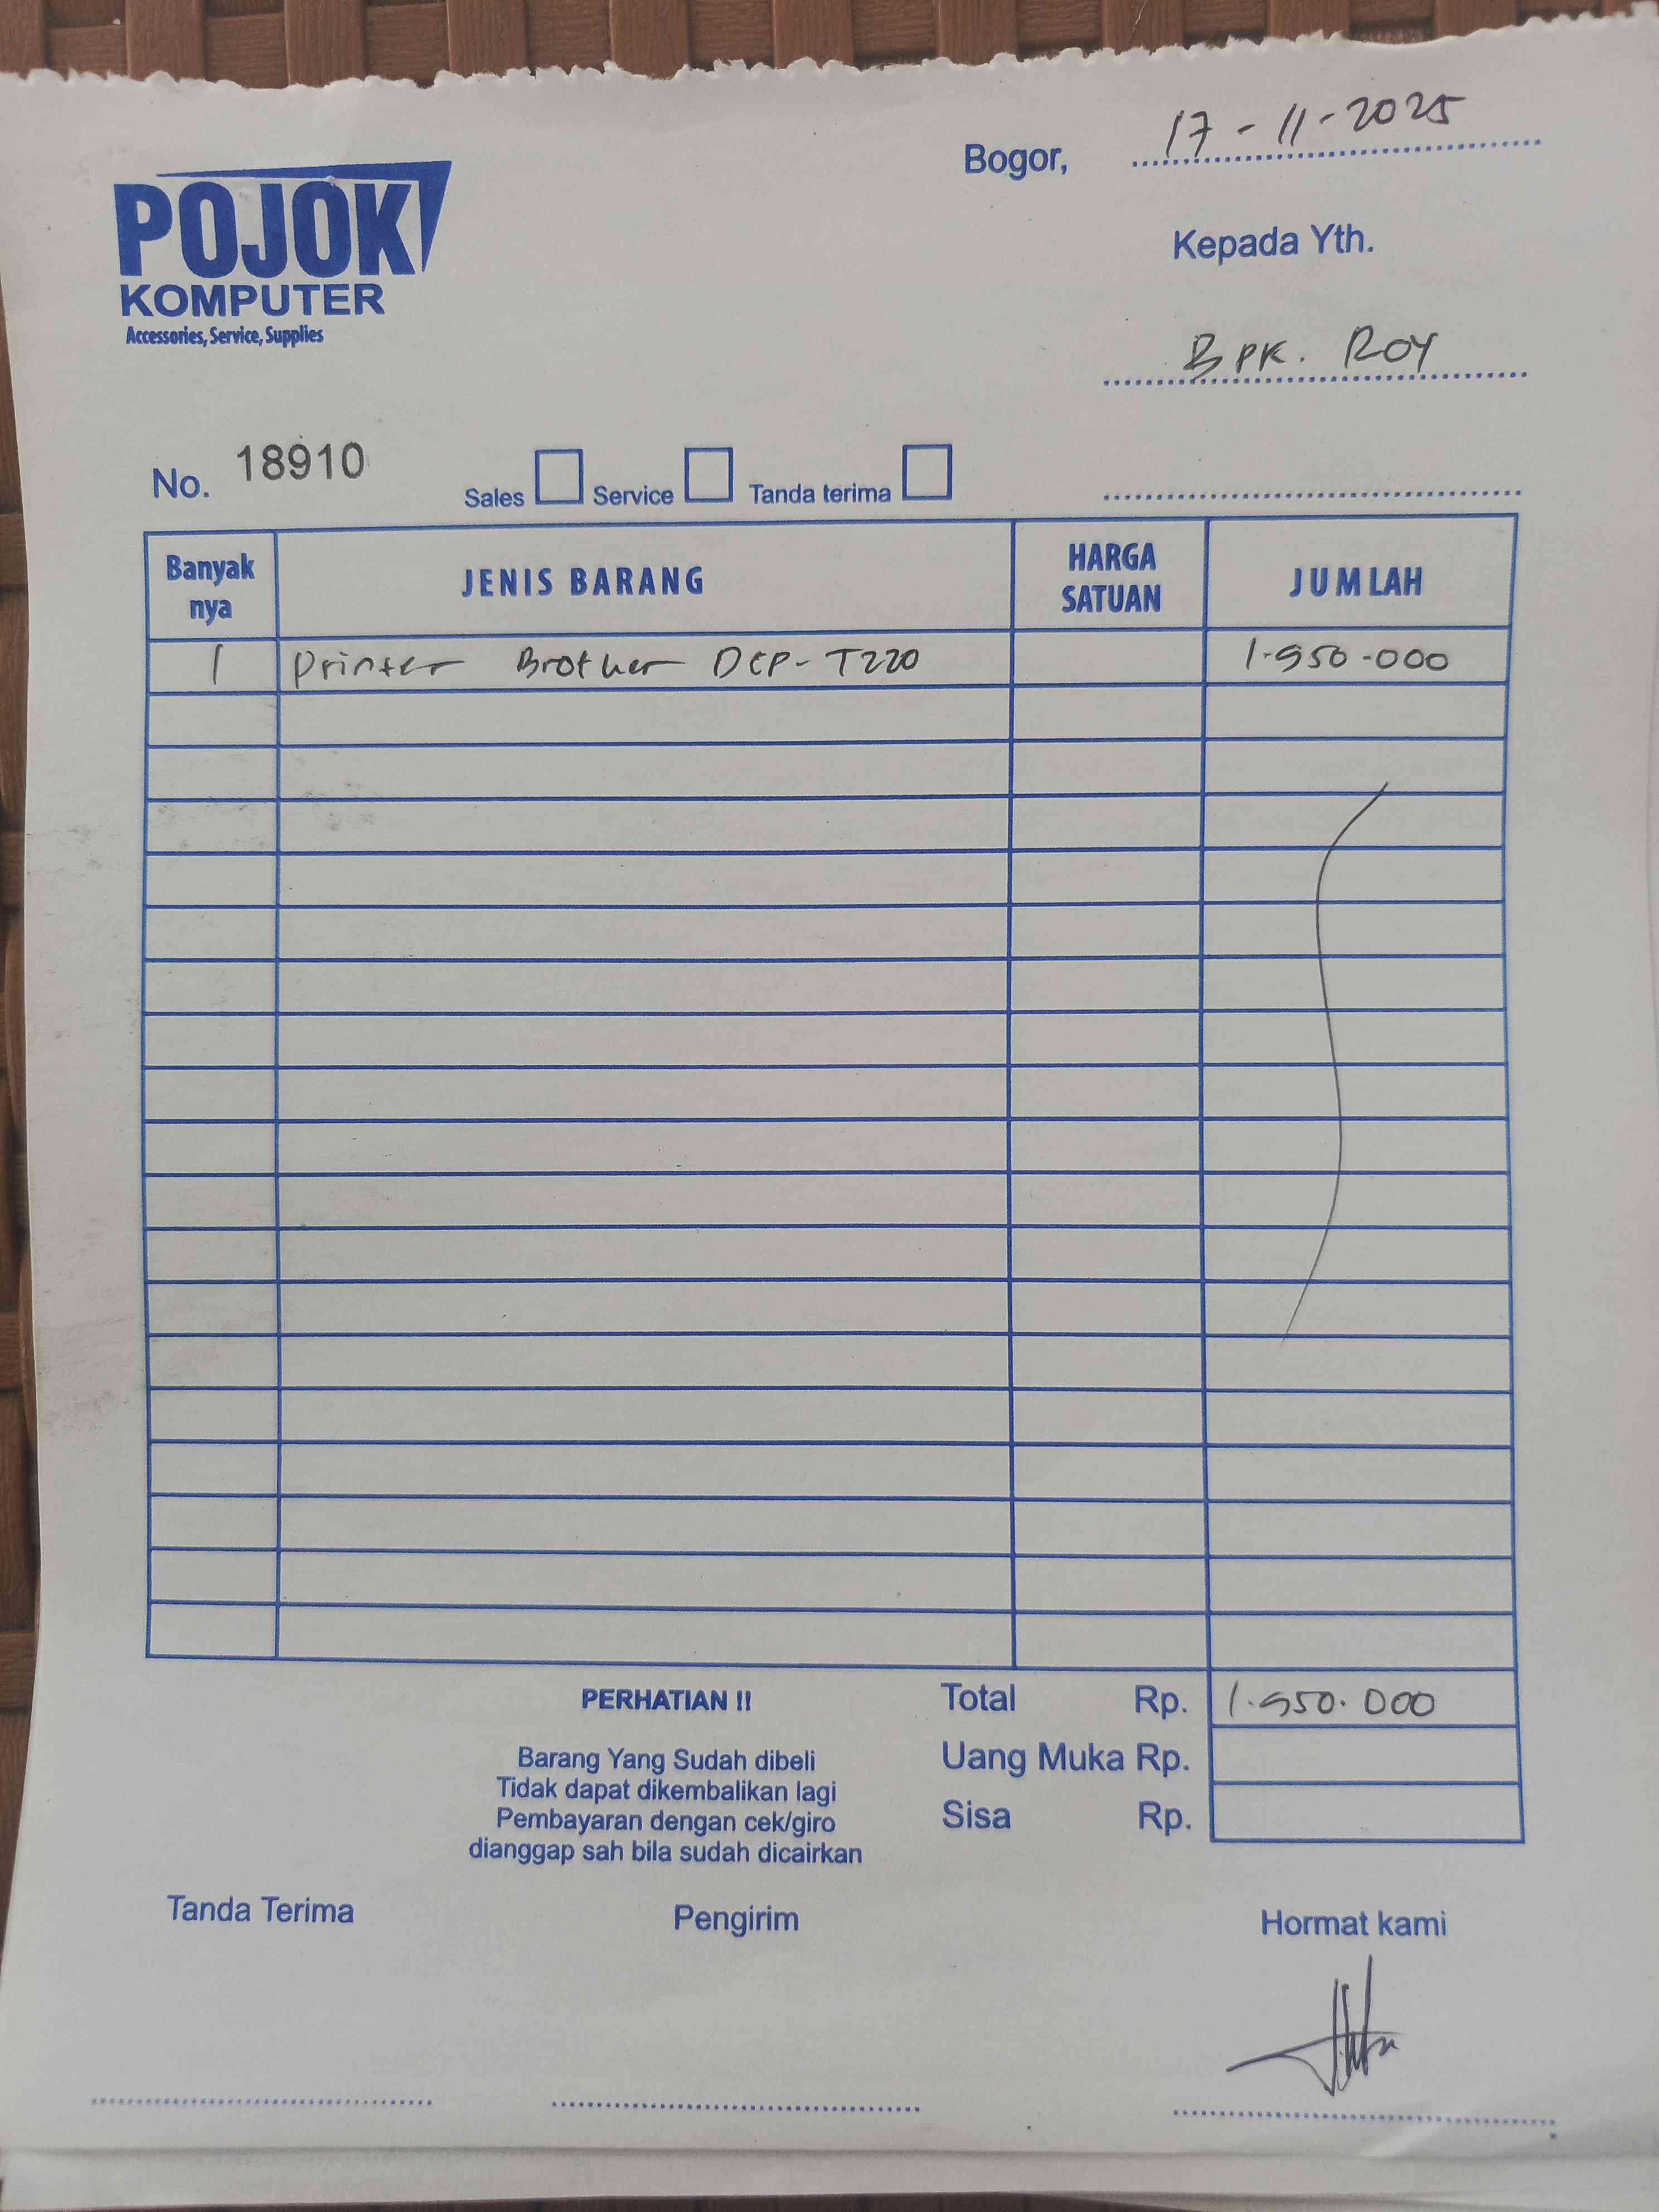 Bogor, 17-11-2025
POJOK
KOMPUTER
Accessories, Service, Supplies
Kepada Yth.
BPK. ROY
No. 18910
Sales Service Tanda terima
Banyak nya JENIS BARANG HARGA SATUAN JUMLAH
1 Printer Brother DCP-T220 1.950.000
PERHATIAN !!
Barang Yang Sudah dibeli
Tidak dapat dikembalikan lagi
Pembayaran dengan cek/giro
dianggap sah bila sudah dicairkan
Total Rp. 1.950.000
Uang Muka Rp.
Sisa Rp.
Tanda Terima Pengirim Hormat kami